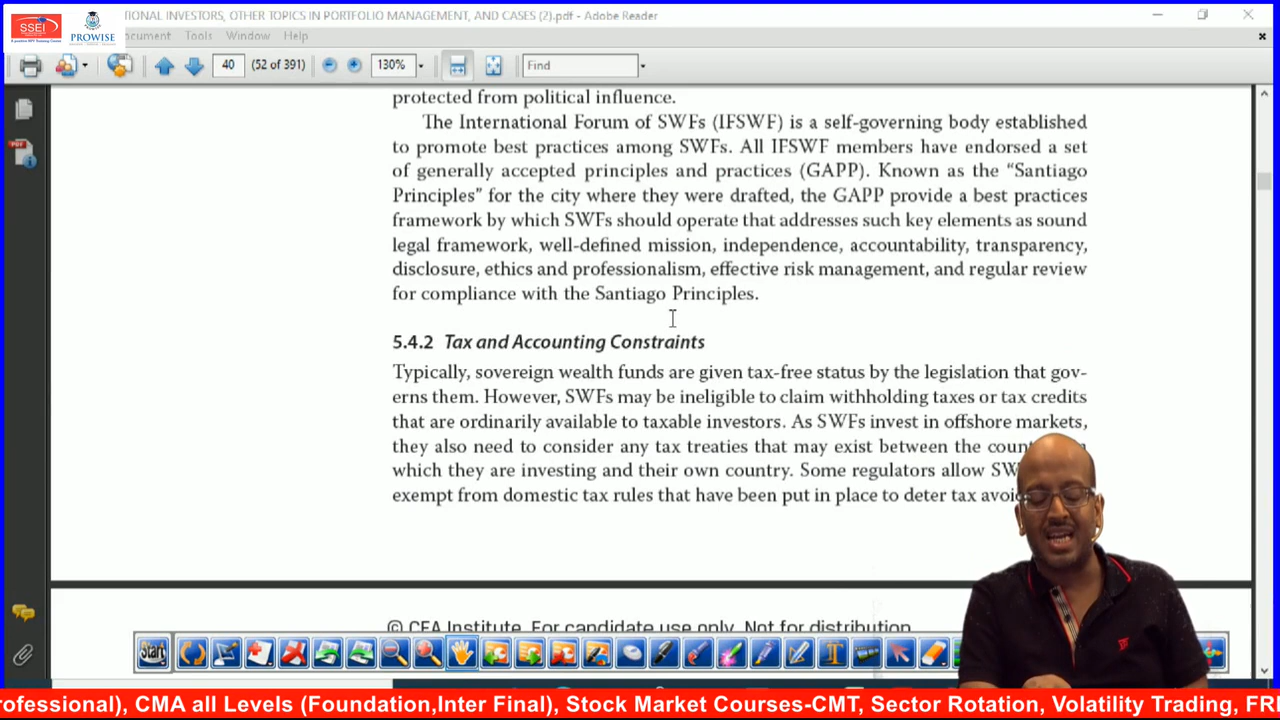 TIONAL INVESTORS, OTHER TOPICS IN PORTFOLIO MANAGEMENT, AND CASES (2).pdf - Adobe Reader
SSEI
PROWISE
ocument Tools Window Help
40 (52 of 391) 130% Find
protected from political influence.
The International Forum of SWFs (IFSWF) is a self-governing body established
to promote best practices among SWFs. All IFSWF members have endorsed a set
of generally accepted principles and practices (GAPP). Known as the “Santiago
Principles” for the city where they were drafted, the GAPP provide a best practices
framework by which SWFs should operate that addresses such key elements as sound
legal framework, well-defined mission, independence, accountability, transparency,
disclosure, ethics and professionalism, effective risk management, and regular review
for compliance with the Santiago Principles.
5.4.2 Tax and Accounting Constraints
Typically, sovereign wealth funds are given tax-free status by the legislation that gov-
erns them. However, SWFs may be ineligible to claim withholding taxes or tax credits
that are ordinarily available to taxable investors. As SWFs invest in offshore markets,
they also need to consider any tax treaties that may exist between the coun
which they are investing and their own country. Some regulators allow SW
exempt from domestic tax rules that have been put in place to deter tax avoi
© CFA Institute. For candidate use only. Not for distribution.
Start
rofessional), CMA all Levels (Foundation,Inter Final), Stock Market Courses-CMT, Sector Rotation, Volatility Trading, FR